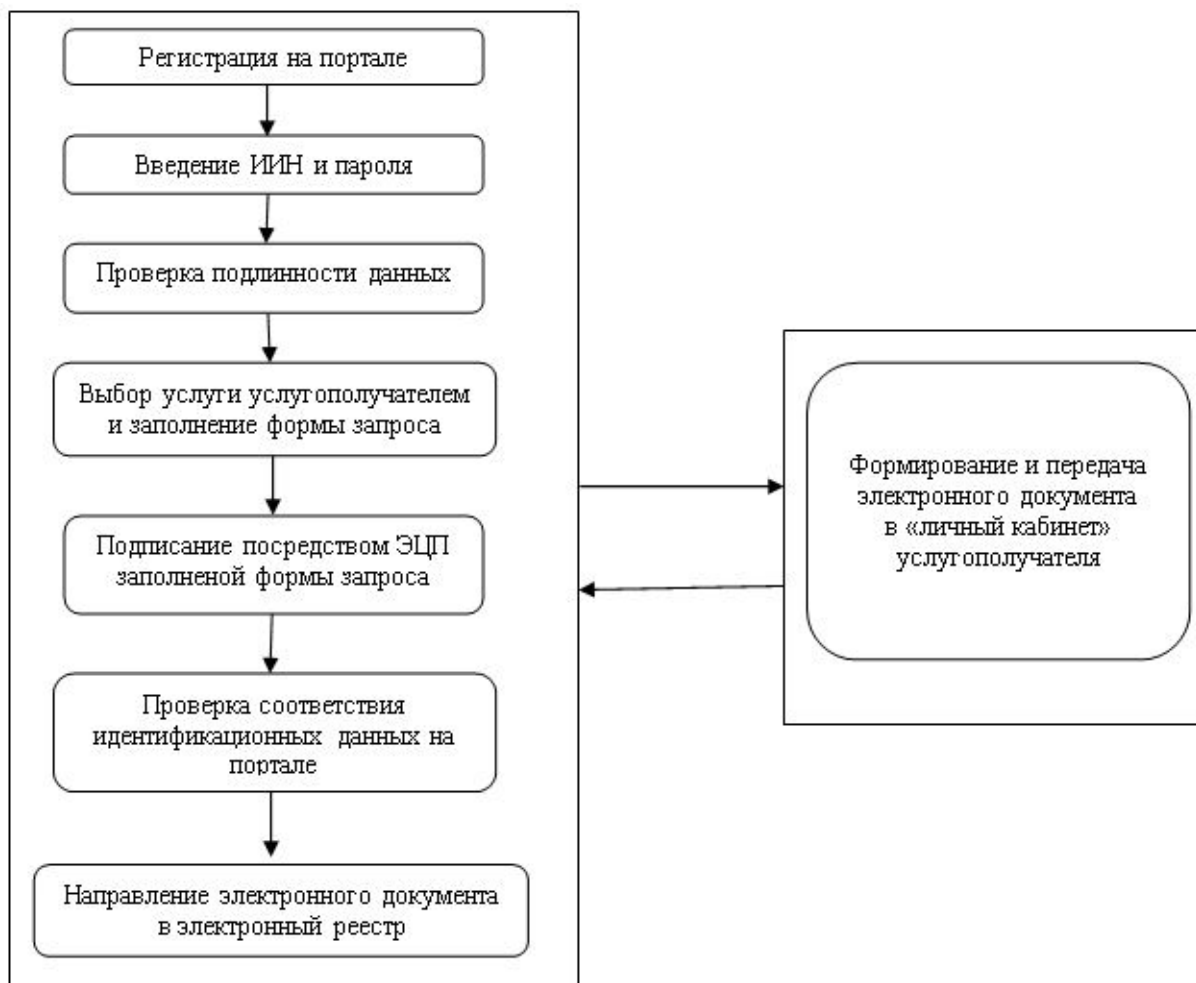 Регистрация на портале
Введение ИИН и пароля
Проверка подлинности данных
Выбор услуги услугополучателем
и заполнение формы запроса
Подписание посредством ЭЦП
заполненой формы запроса
Проверка соответствия
идентификационных данных на
портале
Направление электронного документа
в электронный реестр
Формирование и передача
электронного документа
в «личный кабинет»
услугополучателя